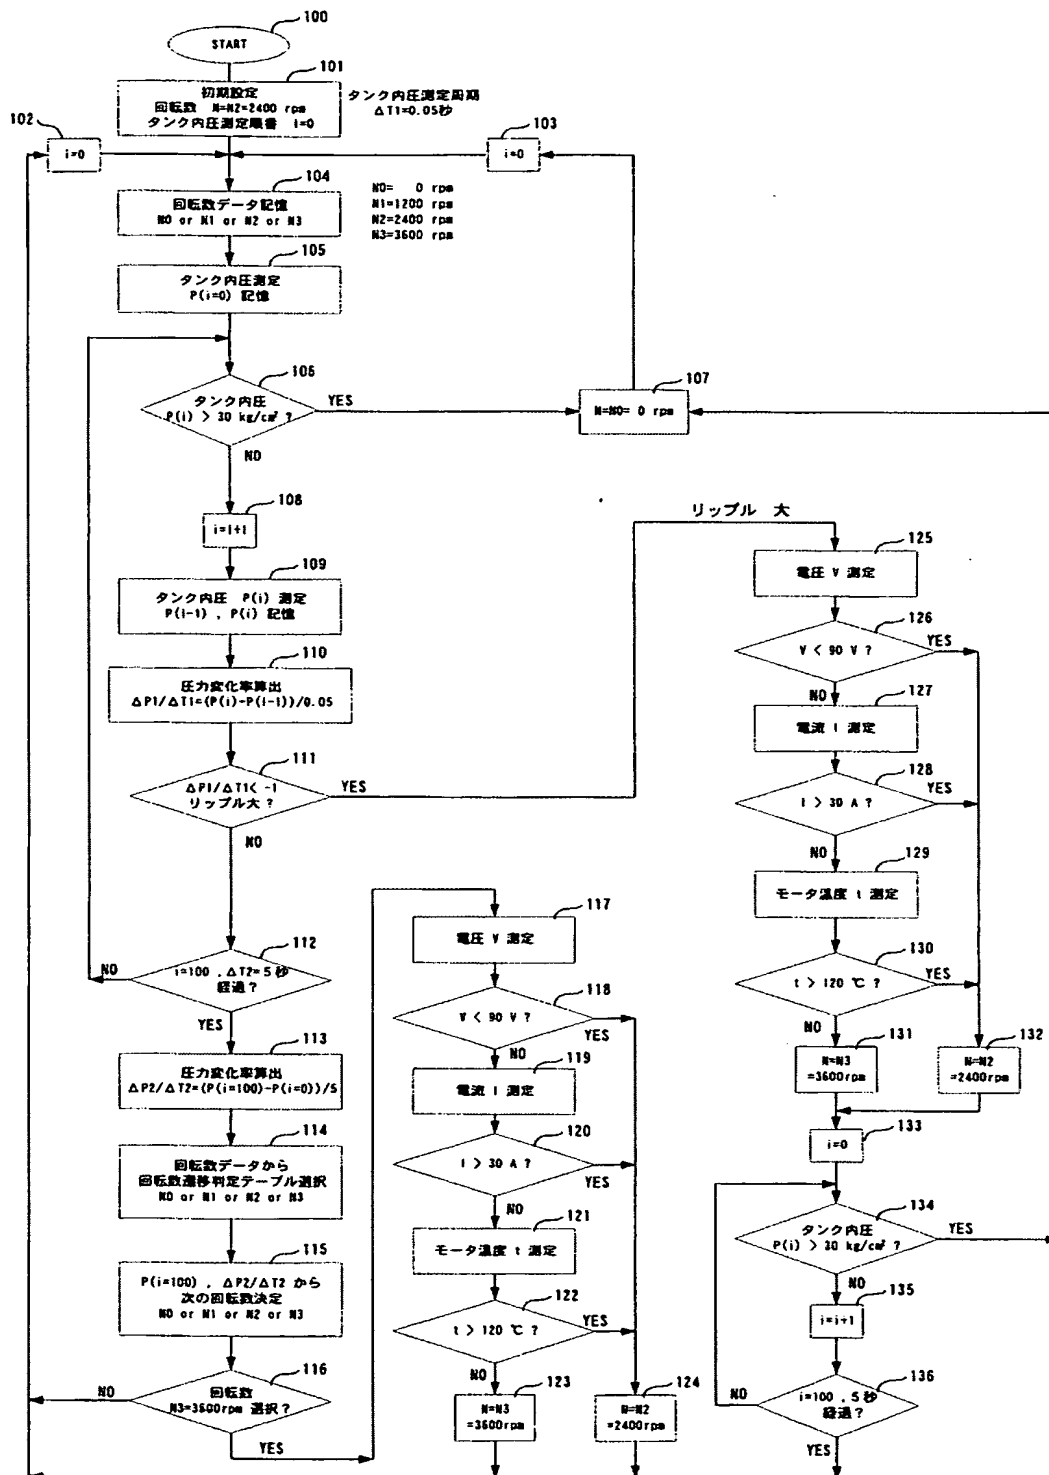 100
START
101
初期設定
回転数 N=N2=2400 rpm
タンク内圧測定順番 i=0
タンク内圧測定周期
ΔT1=0.05秒
102
i=0
103
i=0
104
回転数データ記憶
N0 or N1 or N2 or N3
N0= 0 rpm
N1=1200 rpm
N2=2400 rpm
N3=3600 rpm
105
タンク内圧測定
P(i=0) 記憶
106
タンク内圧
P(i) > 30 kg/cm² ?
YES
NO
107
N=N0= 0 rpm
108
i=i+1
109
タンク内圧 P(i) 測定
P(i-1) , P(i) 記憶
110
圧力変化率算出
ΔP1/ΔT1=(P(i)-P(i-1))/0.05
111
ΔP1/ΔT1< -1
リップル大 ?
YES
NO
リップル 大
112
i=100 , ΔT2=5 秒
経過 ?
NO
YES
113
圧力変化率算出
ΔP2/ΔT2=(P(i=100)-P(i=0))/5
114
回転数データから
回転数遷移判定テーブル選択
N0 or N1 or N2 or N3
115
P(i=100) , ΔP2/ΔT2 から
次の回転数決定
N0 or N1 or N2 or N3
116
回転数
N3=3600rpm 選択 ?
NO
YES
117
電圧 V 測定
118
V < 90 V ?
YES
NO
119
電流 I 測定
120
I > 30 A ?
YES
NO
121
モータ温度 t 測定
122
t > 120 ℃ ?
YES
NO
123
N=N3
=3600rpm
124
N=N2
=2400rpm
125
電圧 V 測定
126
V < 90 V ?
YES
NO
127
電流 I 測定
128
I > 30 A ?
YES
NO
129
モータ温度 t 測定
130
t > 120 ℃ ?
YES
NO
131
N=N3
=3600rpm
132
N=N2
=2400rpm
133
i=0
134
タンク内圧
P(i) > 30 kg/cm² ?
YES
NO
135
i=i+1
136
i=100 , 5 秒
経過 ?
NO
YES